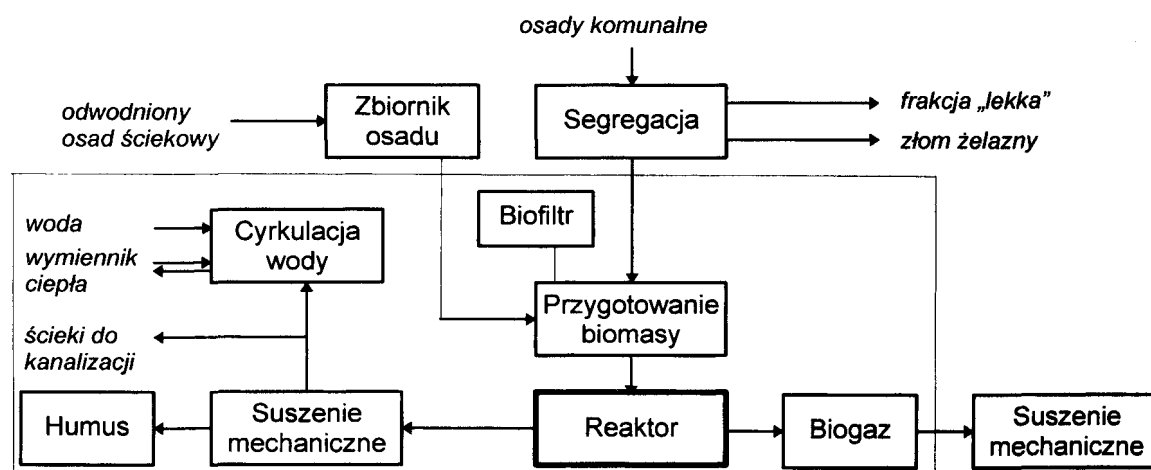 osady komunalne
odwodniony
osad ściekowy
Zbiornik
osadu
Segregacja
frakcja „lekka”
złom żelazny
woda
wymiennik
ciepła
Cyrkulacja
wody
Biofiltr
Przygotowanie
biomasy
ścieki do
kanalizacji
Humus
Suszenie
mechaniczne
Reaktor
Biogaz
Suszenie
mechaniczne